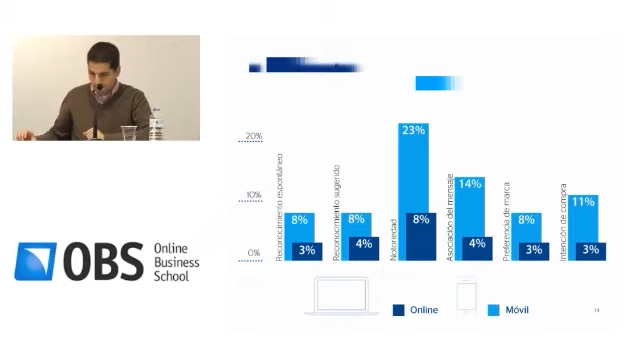 20%
10%
0%
Reconocimiento espontáneo
8%
3%
Reconocimiento sugerido
8%
4%
Notoriedad
23%
8%
Asociación del mensaje
14%
4%
Preferencia de marca
8%
3%
Intención de compra
11%
3%
OBS Online
Business
School
Online
Móvil
14